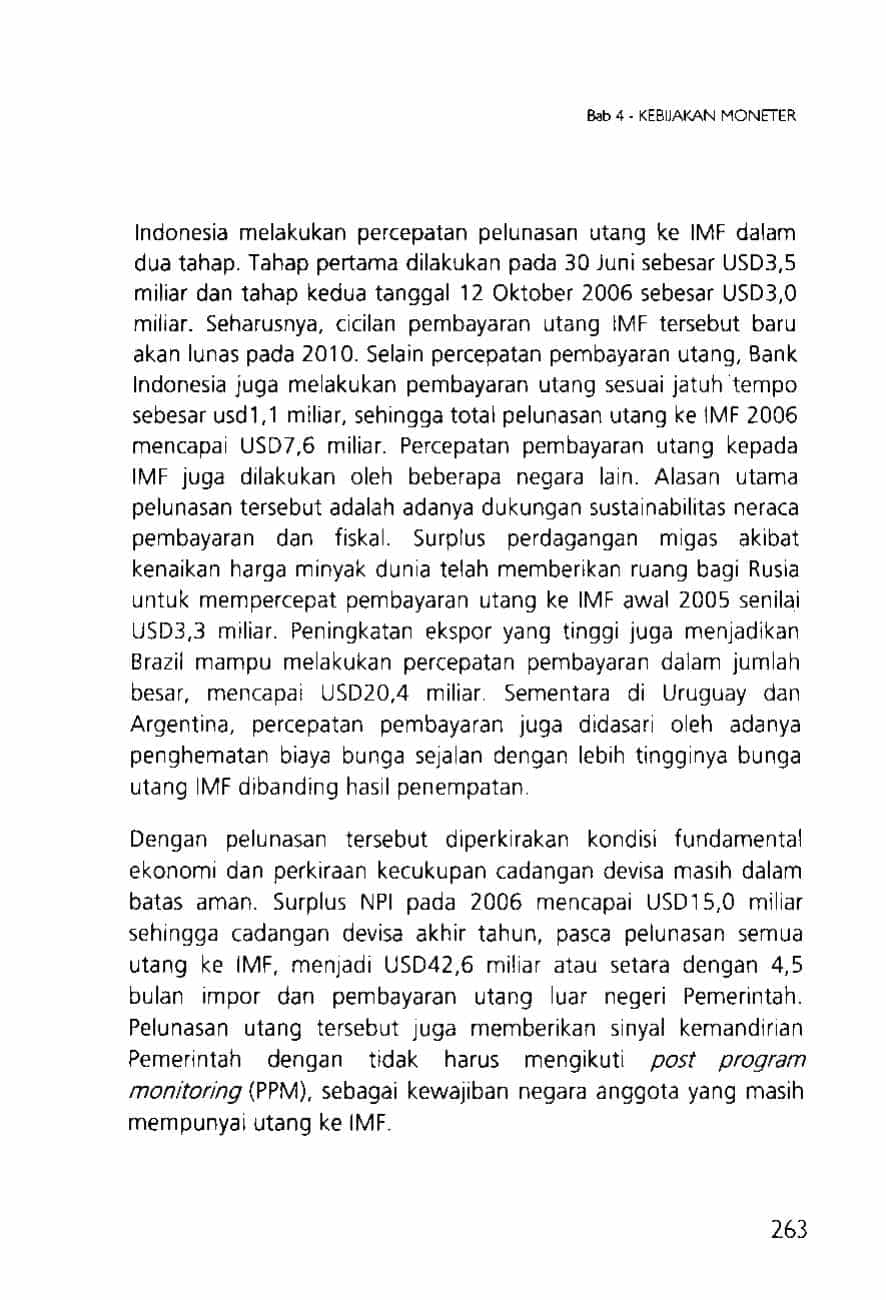 Bab 4 - KEBIJAKAN MONETER
Indonesia melakukan percepatan pelunasan utang ke IMF dalam
dua tahap. Tahap pertama dilakukan pada 30 Juni sebesar USD3,5
miliar dan tahap kedua tanggal 12 Oktober 2006 sebesar USD3,0
miliar. Seharusnya, cicilan pembayaran utang IMF tersebut baru
akan lunas pada 2010. Selain percepatan pembayaran utang, Bank
Indonesia juga melakukan pembayaran utang sesuai jatuh tempo
sebesar usd1,1 miliar, sehingga total pelunasan utang ke IMF 2006
mencapai USD7,6 miliar. Percepatan pembayaran utang kepada
IMF juga dilakukan oleh beberapa negara lain. Alasan utama
pelunasan tersebut adalah adanya dukungan sustainabilitas neraca
pembayaran dan fiskal. Surplus perdagangan migas akibat
kenaikan harga minyak dunia telah memberikan ruang bagi Rusia
untuk mempercepat pembayaran utang ke IMF awal 2005 senilai
USD3,3 miliar. Peningkatan ekspor yang tinggi juga menjadikan
Brazil mampu melakukan percepatan pembayaran dalam jumlah
besar, mencapai USD20,4 miliar. Sementara di Uruguay dan
Argentina, percepatan pembayaran juga didasari oleh adanya
penghematan biaya bunga sejalan dengan lebih tingginya bunga
utang IMF dibanding hasil penempatan.
Dengan pelunasan tersebut diperkirakan kondisi fundamental
ekonomi dan perkiraan kecukupan cadangan devisa masih dalam
batas aman. Surplus NPI pada 2006 mencapai USD15,0 miliar
sehingga cadangan devisa akhir tahun, pasca pelunasan semua
utang ke IMF, menjadi USD42,6 miliar atau setara dengan 4,5
bulan impor dan pembayaran utang luar negeri Pemerintah.
Pelunasan utang tersebut juga memberikan sinyal kemandirian
Pemerintah dengan tidak harus mengikuti post program
monitoring (PPM), sebagai kewajiban negara anggota yang masih
mempunyai utang ke IMF.
263